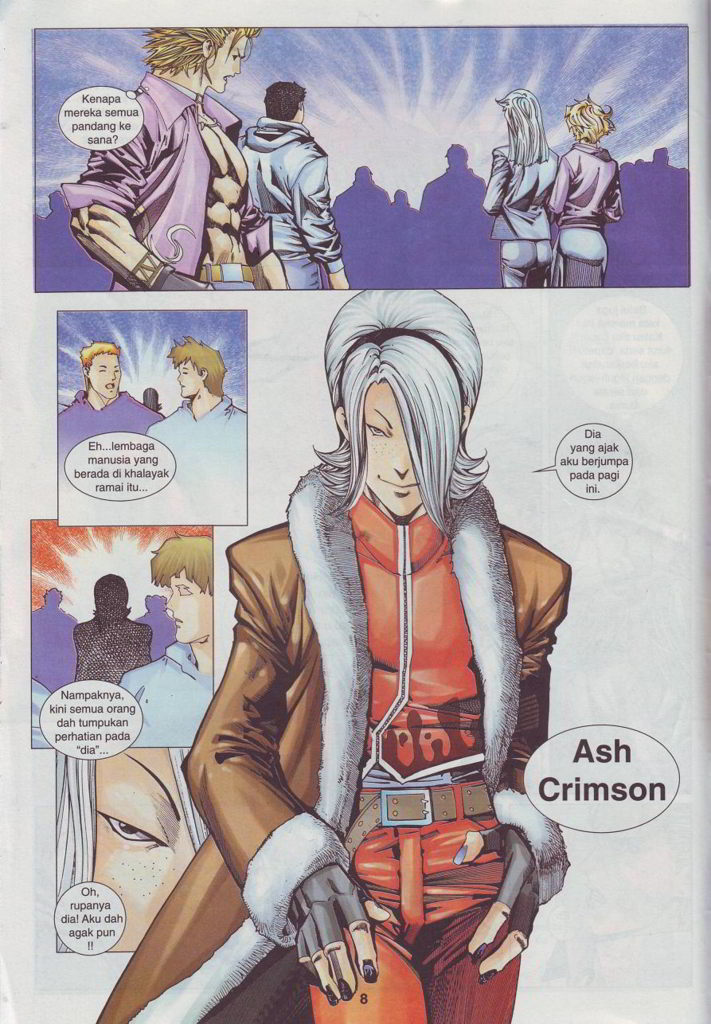 Kenapa
mereka semua
pandang ke
sana?
Eh...lembaga
manusia yang
berada di khalayak
ramai itu...
Dia
yang ajak
aku berjumpa
pada pagi
ini.
Nampaknya,
kini semua orang
dah tumpukan
perhatian pada
"dia"...
Ash
Crimson
Oh,
rupanya
dia! Aku dah
agak pun
!!
8